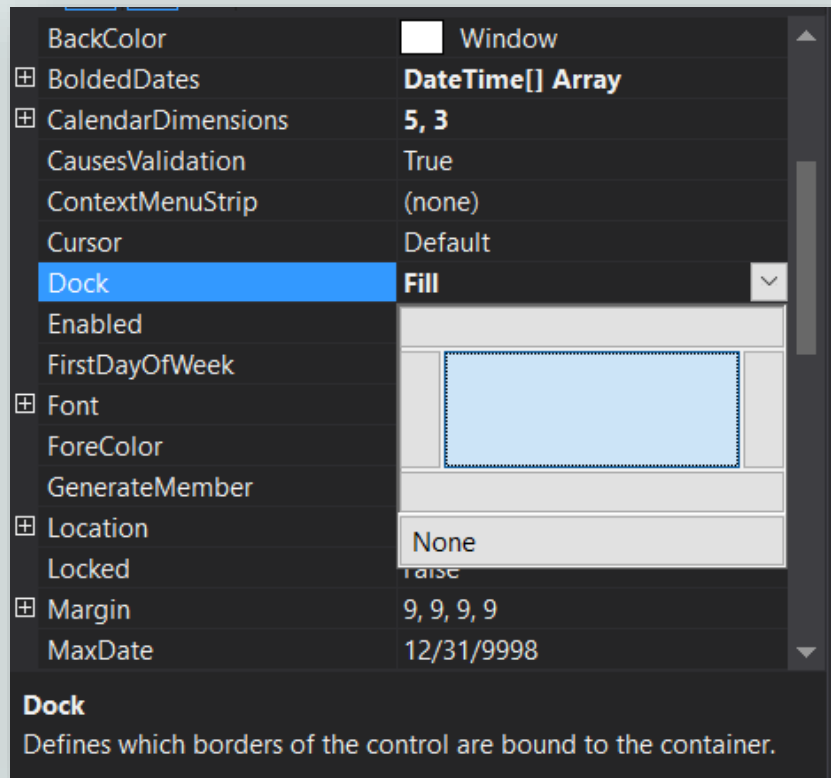 BackColor Window
BoldedDates DateTime[] Array
CalendarDimensions 5, 3
CausesValidation True
ContextMenuStrip (none)
Cursor Default
Dock Fill
Enabled
FirstDayOfWeek
Font
ForeColor
GenerateMember
Location
None
Locked False
Margin 9, 9, 9, 9
MaxDate 12/31/9998
Dock
Defines which borders of the control are bound to the container.